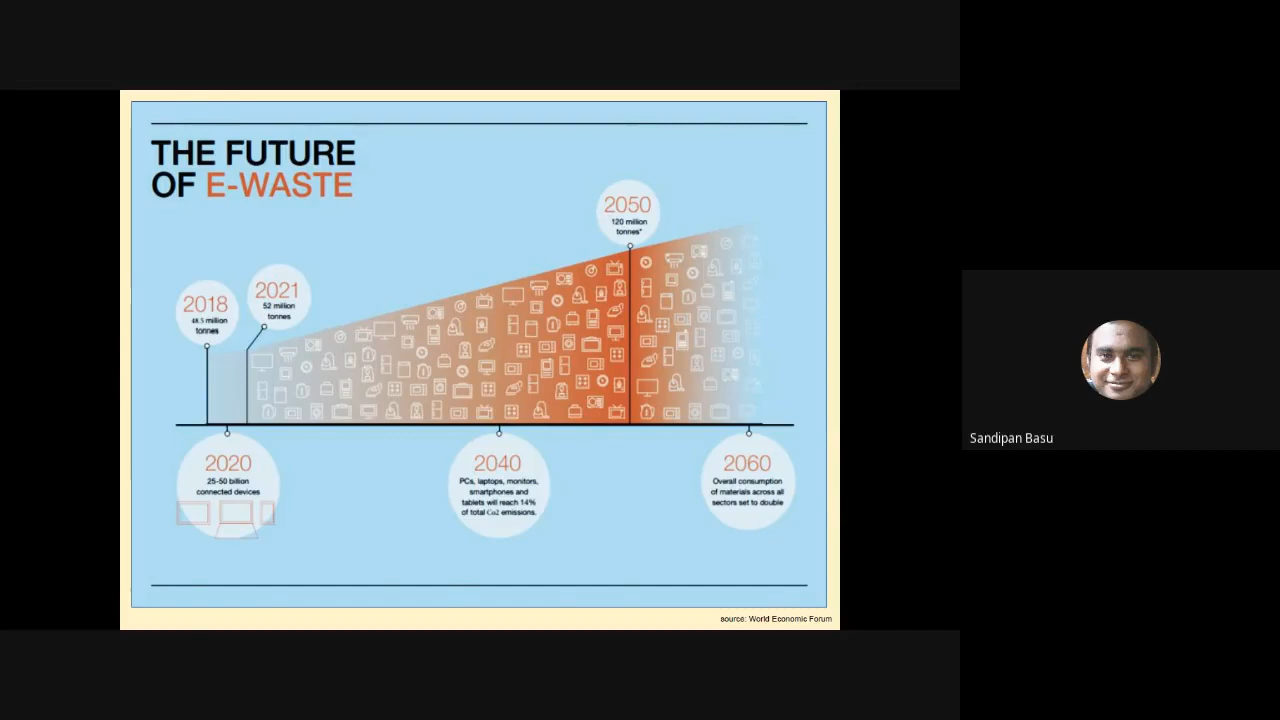 THE FUTURE
OF E-WASTE
2050
120 million
tonnes*
2021
52 million
tonnes
2018
48.5 million
tonnes
2020
25-50 billion
connected devices
2040
PCs, laptops, monitors,
smartphones and
tablets will reach 14%
of total Co2 emissions.
2060
Overall consumption
of materials across all
sectors set to double
source: World Economic Forum
Sandipan Basu